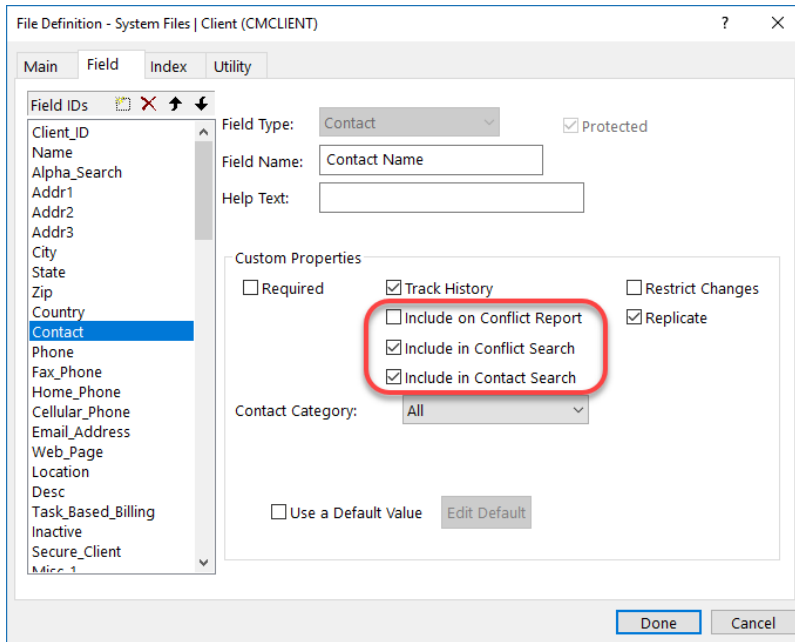 File Definition - System Files | Client (CMCLIENT)
?
Main Field Index Utility
Field IDs
Client_ID
Name
Alpha_Search
Addr1
Addr2
Addr3
City
State
Zip
Country
Contact
Phone
Fax_Phone
Home_Phone
Cellular_Phone
Email_Address
Web_Page
Location
Desc
Task_Based_Billing
Inactive
Secure_Client
Misc_1
Field Type: Contact Protected
Field Name: Contact Name
Help Text:
Custom Properties
Required Track History Restrict Changes
Include on Conflict Report Replicate
Include in Conflict Search
Include in Contact Search
Contact Category: All
Use a Default Value Edit Default
Done Cancel